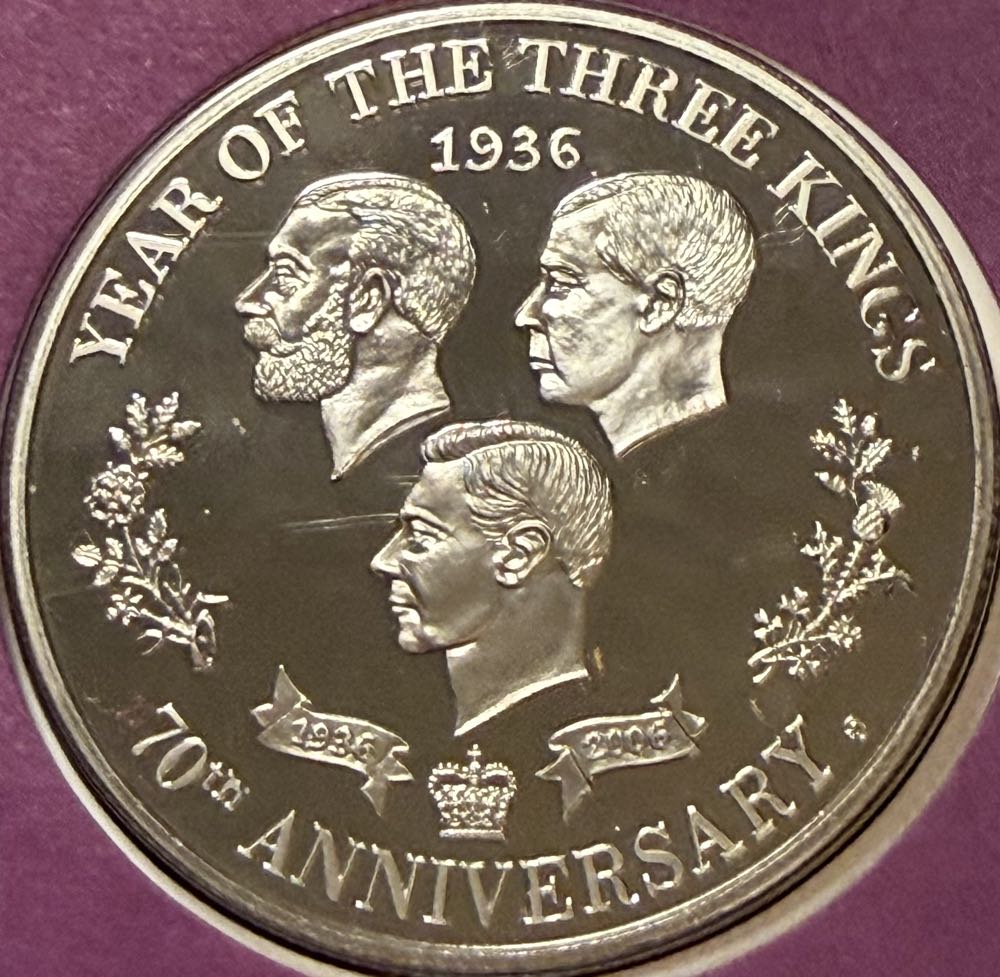 YEAR OF THE THREE KINGS
1936
1936
2006
70th ANNIVERSARY